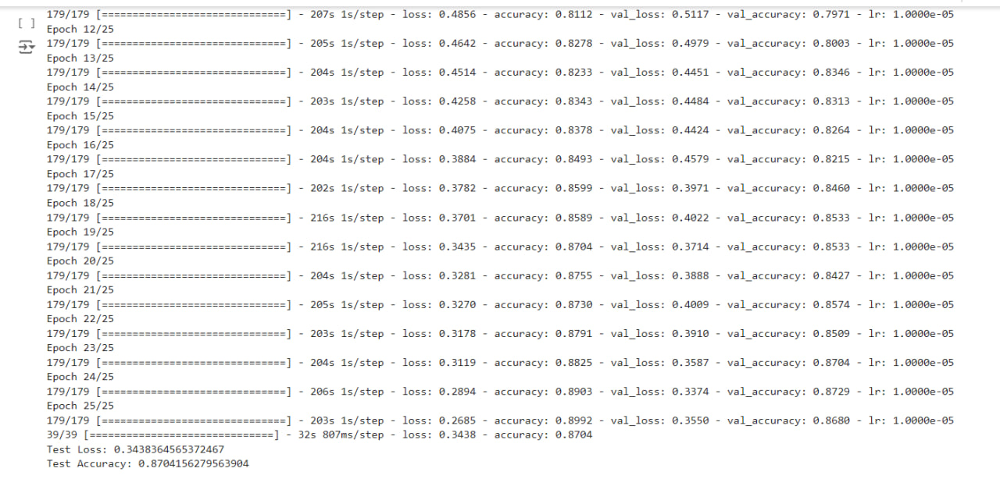 179/179 [==============================] - 207s 1s/step - loss: 0.4856 - accuracy: 0.8112 - val_loss: 0.5117 - val_accuracy: 0.7971 - lr: 1.0000e-05
[ ]
Epoch 12/25
179/179 [==============================] - 205s 1s/step - loss: 0.4642 - accuracy: 0.8278 - val_loss: 0.4979 - val_accuracy: 0.8003 - lr: 1.0000e-05
Epoch 13/25
179/179 [==============================] - 204s 1s/step - loss: 0.4514 - accuracy: 0.8233 - val_loss: 0.4451 - val_accuracy: 0.8346 - lr: 1.0000e-05
Epoch 14/25
179/179 [==============================] - 203s 1s/step - loss: 0.4258 - accuracy: 0.8343 - val_loss: 0.4484 - val_accuracy: 0.8313 - lr: 1.0000e-05
Epoch 15/25
179/179 [==============================] - 204s 1s/step - loss: 0.4075 - accuracy: 0.8378 - val_loss: 0.4424 - val_accuracy: 0.8264 - lr: 1.0000e-05
Epoch 16/25
179/179 [==============================] - 204s 1s/step - loss: 0.3884 - accuracy: 0.8493 - val_loss: 0.4579 - val_accuracy: 0.8215 - lr: 1.0000e-05
Epoch 17/25
179/179 [==============================] - 202s 1s/step - loss: 0.3782 - accuracy: 0.8599 - val_loss: 0.3971 - val_accuracy: 0.8460 - lr: 1.0000e-05
Epoch 18/25
179/179 [==============================] - 216s 1s/step - loss: 0.3701 - accuracy: 0.8589 - val_loss: 0.4022 - val_accuracy: 0.8533 - lr: 1.0000e-05
Epoch 19/25
179/179 [==============================] - 216s 1s/step - loss: 0.3435 - accuracy: 0.8704 - val_loss: 0.3714 - val_accuracy: 0.8533 - lr: 1.0000e-05
Epoch 20/25
179/179 [==============================] - 204s 1s/step - loss: 0.3281 - accuracy: 0.8755 - val_loss: 0.3888 - val_accuracy: 0.8427 - lr: 1.0000e-05
Epoch 21/25
179/179 [==============================] - 205s 1s/step - loss: 0.3270 - accuracy: 0.8730 - val_loss: 0.4009 - val_accuracy: 0.8574 - lr: 1.0000e-05
Epoch 22/25
179/179 [==============================] - 203s 1s/step - loss: 0.3178 - accuracy: 0.8791 - val_loss: 0.3910 - val_accuracy: 0.8509 - lr: 1.0000e-05
Epoch 23/25
179/179 [==============================] - 204s 1s/step - loss: 0.3119 - accuracy: 0.8825 - val_loss: 0.3587 - val_accuracy: 0.8704 - lr: 1.0000e-05
Epoch 24/25
179/179 [==============================] - 206s 1s/step - loss: 0.2894 - accuracy: 0.8903 - val_loss: 0.3374 - val_accuracy: 0.8729 - lr: 1.0000e-05
Epoch 25/25
179/179 [==============================] - 203s 1s/step - loss: 0.2685 - accuracy: 0.8992 - val_loss: 0.3550 - val_accuracy: 0.8680 - lr: 1.0000e-05
39/39 [==============================] - 32s 807ms/step - loss: 0.3438 - accuracy: 0.8704
Test Loss: 0.3438364565372467
Test Accuracy: 0.8704156279563904